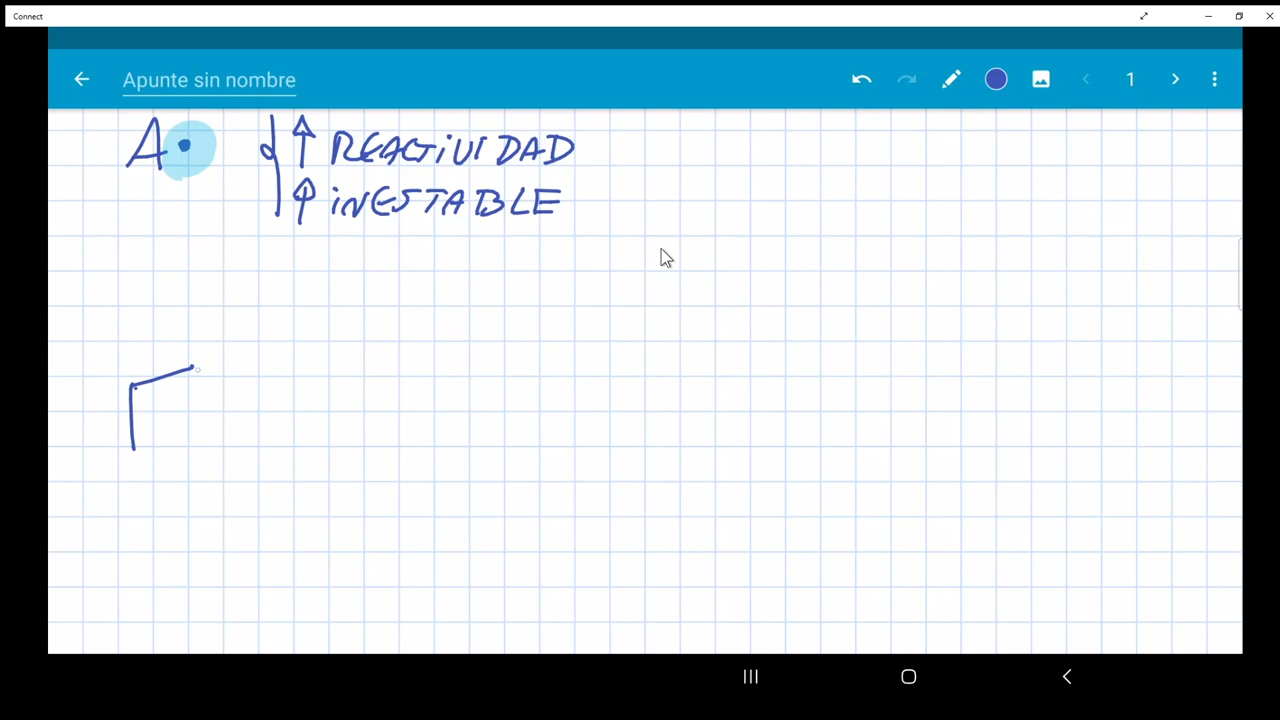 Connect
Apunte sin nombre
1
A• ↑ REACTIVIDAD
↑ iNESTABLE